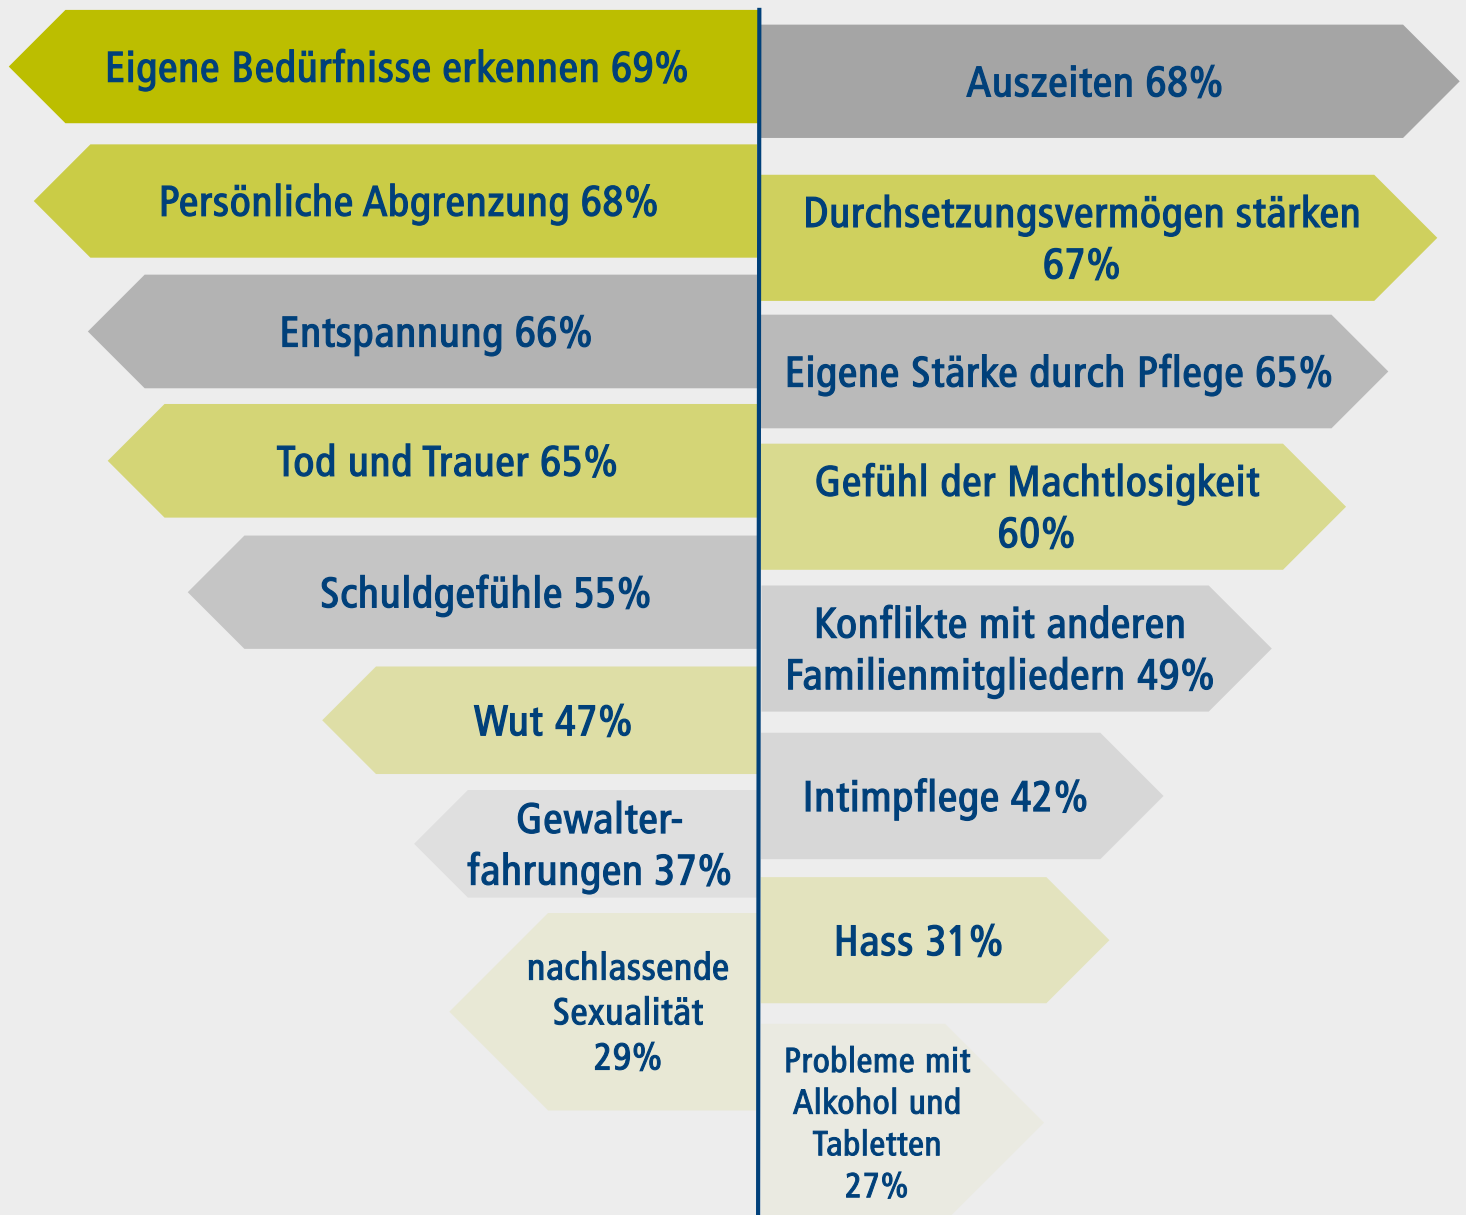 Eigene Bedürfnisse erkennen 69%
Auszeiten 68%
Persönliche Abgrenzung 68%
Durchsetzungsvermögen stärken
67%
Entspannung 66%
Eigene Stärke durch Pflege 65%
Tod und Trauer 65%
Gefühl der Machtlosigkeit
60%
Schuldgefühle 55%
Konflikte mit anderen
Familienmitgliedern 49%
Wut 47%
Intimpflege 42%
Gewalter-
fahrungen 37%
Hass 31%
nachlassende
Sexualität
29%
Probleme mit
Alkohol und
Tabletten
27%